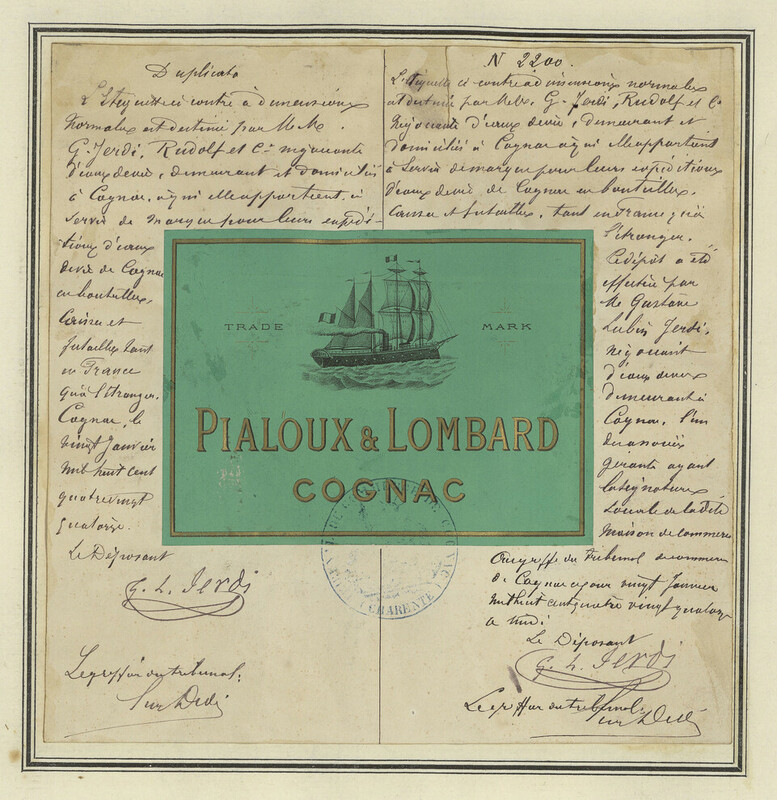 Duplicata
L'Etiquette ci contre à dimensions
normales est destinée par MM.
G. Jerdi, Rudolf et Cie négociants
d'eaux de vie, demeurant et domiciliés
à Cognac, à qui elle appartient, à
servir de marque pour leurs expédi-
tions d'eaux
de vie de Cognac
en bouteilles,
Caisses et
futailles tant
en France
qu'à l'étranger.
Cognac, le
vingt Janvier
mil huit cent
quatre vingt
quatorze.
Le Déposant
G. L. Jerdi
Le greffier du tribunal:
N 2200.
L'Etiquette ci contre à dimensions normales
est destinée par MM. G. Jerdi, Rudolf et Cie
Négociants d'eaux de vie, demeurant et
domiciliés à Cognac à qui elle appartient
à servir de marque pour leurs expéditions
d'eaux de vie de Cognac en bouteilles,
Caisses et futailles, tant en France qu'à
l'étranger.
Le dépôt a été
effectué par
Mr Gustave
Lubin Jerdi,
négociant
d'eaux de vie
demeurant à
Cognac, l'un
des associés
gérants ayant
la signature
sociale de la dite
maison de commerce
Au greffe du Tribunal de commerce
de Cognac ce jour vingt Janvier
mil huit cent quatre vingt quatorze
a midi
Le Déposant
G. L. Jerdi
Le greffier du tribunal:
TRADE MARK
PIALOUX & LOMBARD
COGNAC
CHARENTE